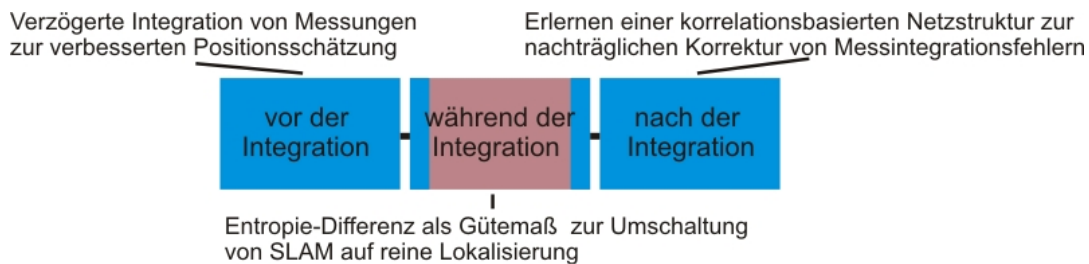 Verzögerte Integration von Messungen
zur verbesserten Positionsschätzung
Erlernen einer korrelationsbasierten Netzstruktur zur
nachträglichen Korrektur von Messintegrationsfehlern
vor der
Integration
während der
Integration
nach der
Integration
Entropie-Differenz als Gütemaß zur Umschaltung
von SLAM auf reine Lokalisierung